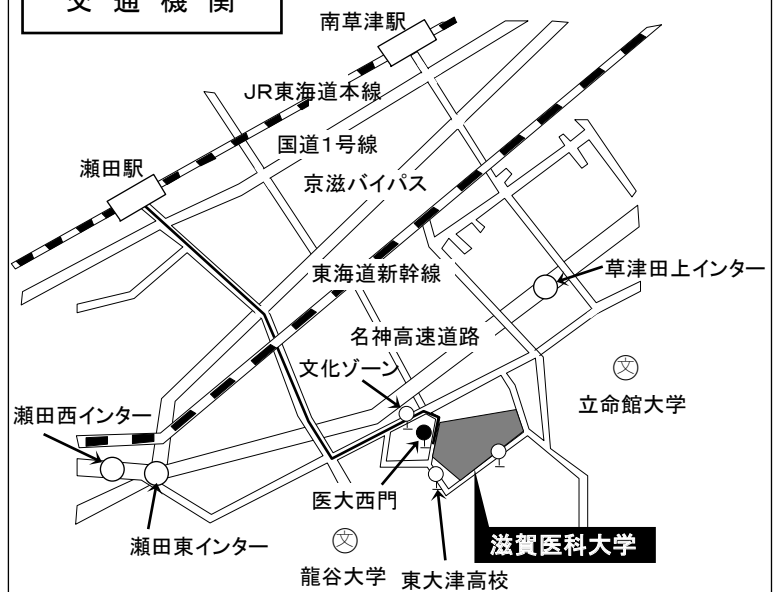 交 通 機 関
南草津駅
JR東海道本線
国道1号線
瀬田駅
京滋バイパス
東海道新幹線
草津田上インター
名神高速道路
文化ゾーン
文
立命館大学
瀬田西インター
医大西門
瀬田東インター
文
滋賀医科大学
龍谷大学
東大津高校